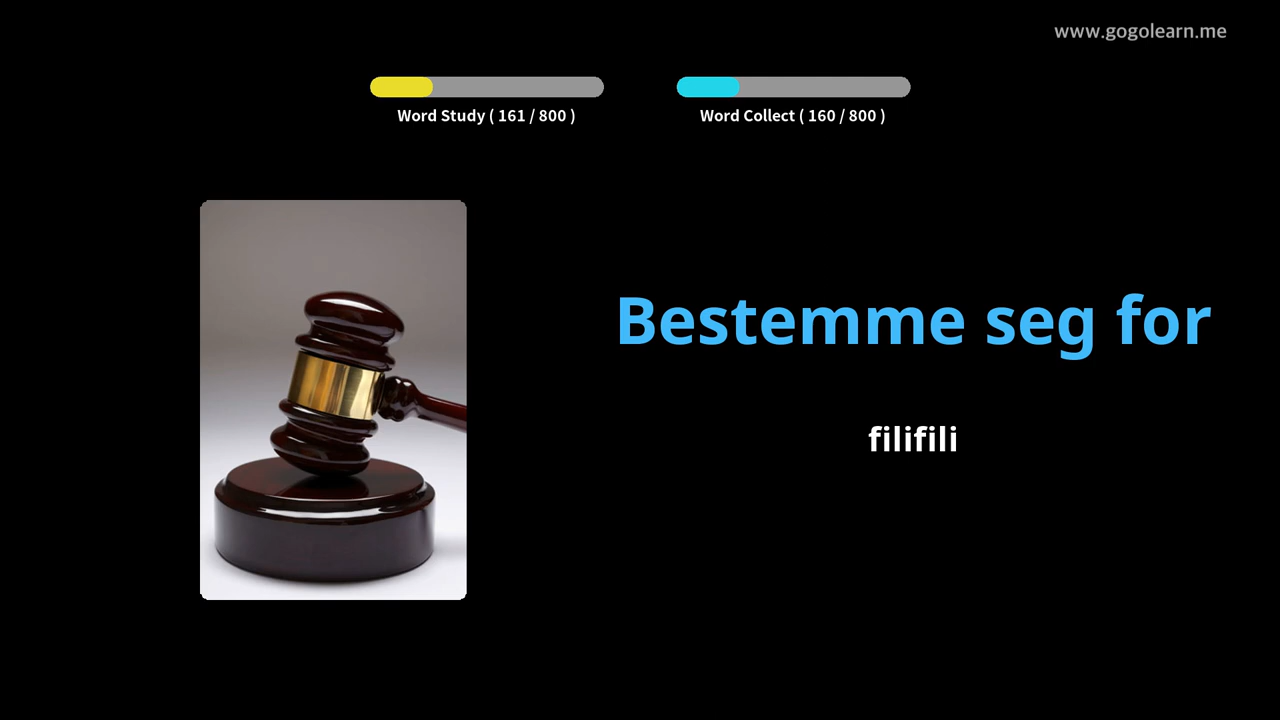 www.gogolearn.me
Word Study ( 161 / 800 )
Word Collect ( 160 / 800 )
Bestemme seg for
filifili